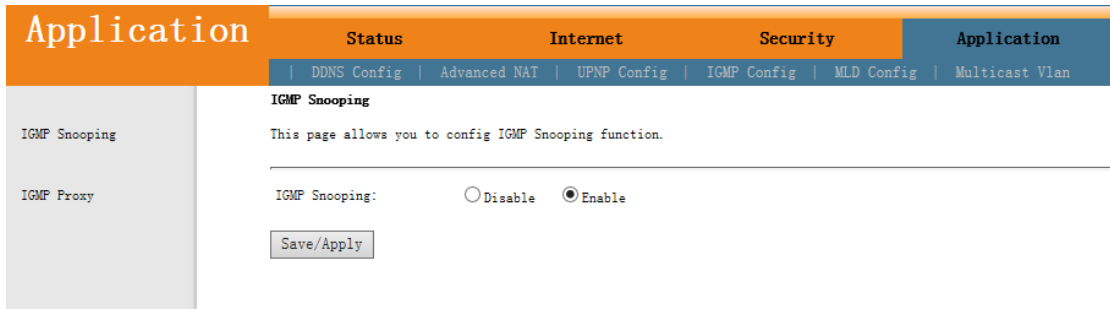 Application
Status Internet Security Application
| DDNS Config | Advanced NAT | UPNP Config | IGMP Config | MLD Config | Multicast Vlan
IGMP Snooping
IGMP Proxy
IGMP Snooping
This page allows you to config IGMP Snooping function.
IGMP Snooping: Disable Enable
Save/Apply